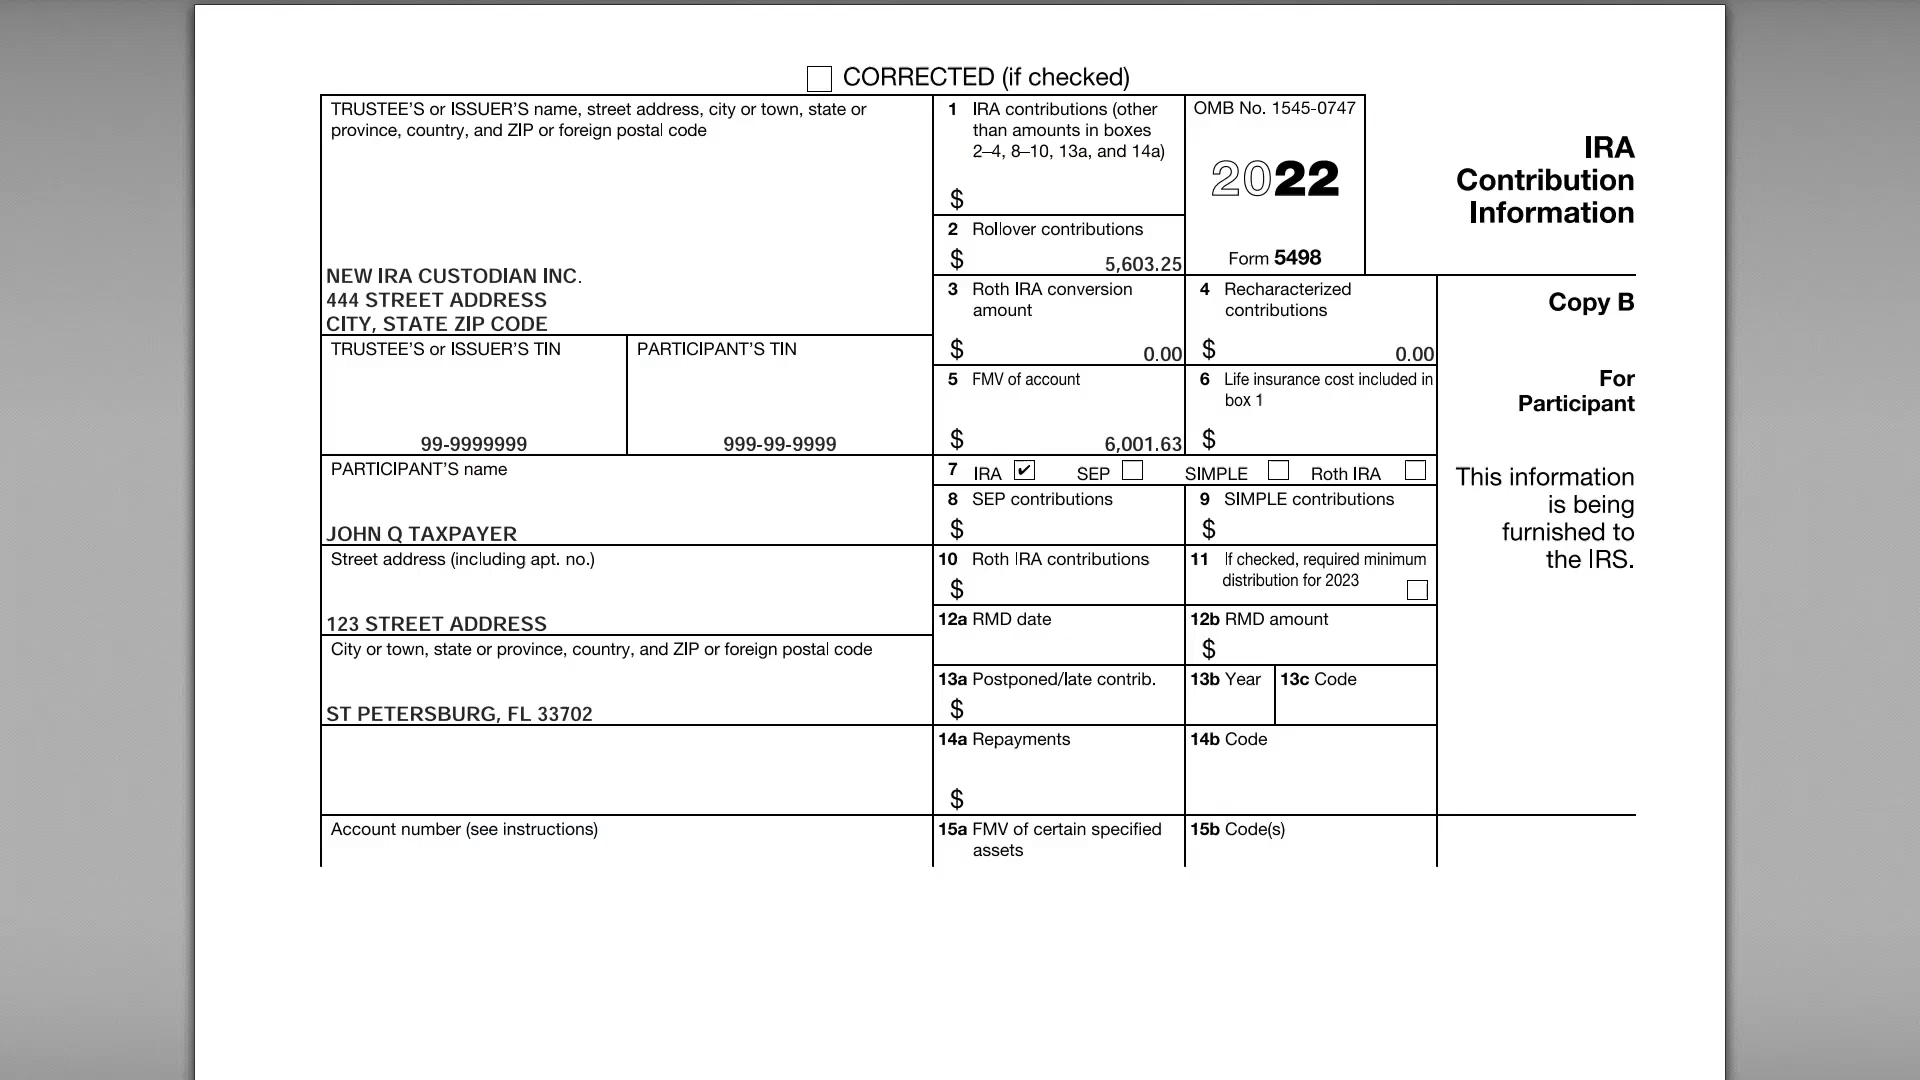 CORRECTED (if checked)
TRUSTEE'S or ISSUER'S name, street address, city or town, state or
province, country, and ZIP or foreign postal code
NEW IRA CUSTODIAN INC.
444 STREET ADDRESS
CITY, STATE ZIP CODE
1 IRA contributions (other
than amounts in boxes
2–4, 8–10, 13a, and 14a)
$
OMB No. 1545-0747
2022
Form 5498
IRA
Contribution
Information
2 Rollover contributions
$ 5,603.25
3 Roth IRA conversion
amount
$ 0.00
4 Recharacterized
contributions
$ 0.00
Copy B
For
Participant
TRUSTEE'S or ISSUER'S TIN
99-9999999
PARTICIPANT'S TIN
999-99-9999
5 FMV of account
$ 6,001.63
6 Life insurance cost included in
box 1
$
PARTICIPANT'S name
JOHN Q TAXPAYER
7 IRA ✔ SEP SIMPLE Roth IRA
This information
is being
furnished to
the IRS.
8 SEP contributions
$
9 SIMPLE contributions
$
Street address (including apt. no.)
123 STREET ADDRESS
10 Roth IRA contributions
$
11 If checked, required minimum
distribution for 2023
12a RMD date
12b RMD amount
$
City or town, state or province, country, and ZIP or foreign postal code
ST PETERSBURG, FL 33702
13a Postponed/late contrib.
$
13b Year
13c Code
14a Repayments
$
14b Code
Account number (see instructions)
15a FMV of certain specified
assets
15b Code(s)